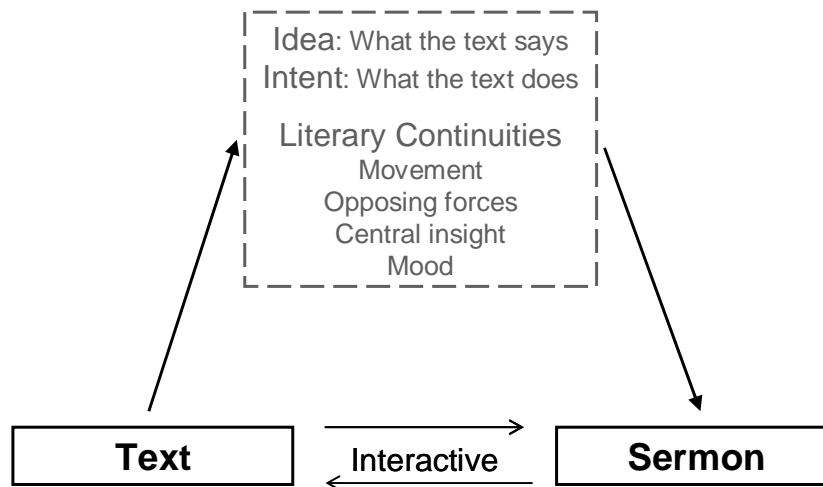 Idea: What the text says
Intent: What the text does
Literary Continuities
Movement
Opposing forces
Central insight
Mood
Text
Interactive
Sermon